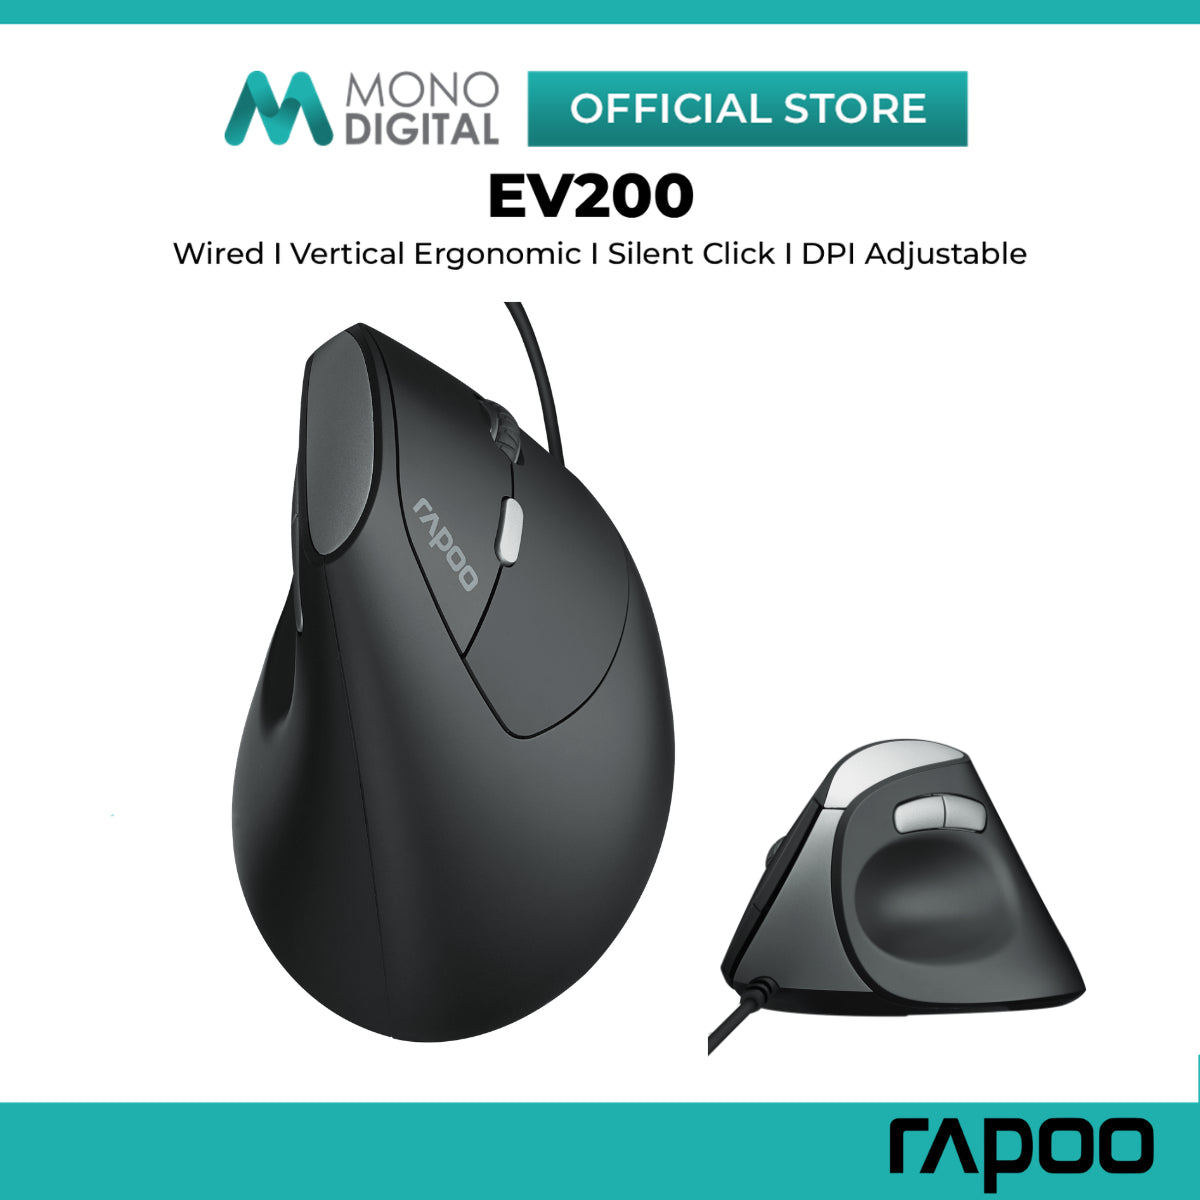 MONO
DIGITAL
OFFICIAL STORE
EV200
Wired I Vertical Ergonomic I Silent Click I DPI Adjustable
rapoo
rapoo